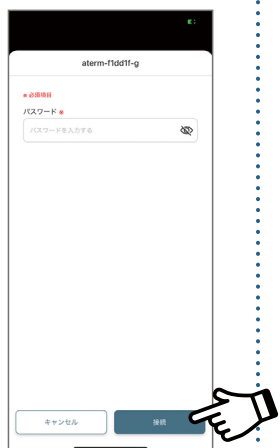 aterm-f1dd1f-g
※ 必須項目
パスワード ※
パスワードを入力する
キャンセル
接続